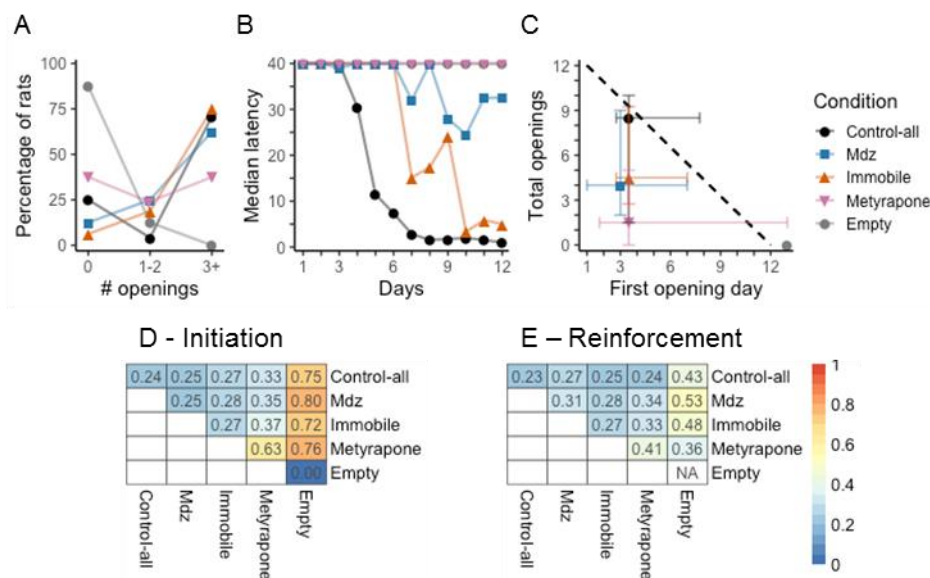 A
B
C
Percentage of rats
100
75
50
25
0
0
1-2
3+
# openings
Median latency
40
30
20
10
0
1
3
6
9
12
Days
Total openings
12
9
6
3
0
1
3
6
9
12
First opening day
Condition
Control-all
Mdz
Immobile
Metyrapone
Empty
D - Initiation
0.24 0.25 0.27 0.33 0.75 Control-all
0.25 0.28 0.35 0.80 Mdz
0.27 0.37 0.72 Immobile
0.63 0.76 Metyrapone
0.00 Empty
Control-all
Mdz
Immobile
Metyrapone
Empty
E – Reinforcement
0.23 0.27 0.25 0.24 0.43 Control-all
0.31 0.28 0.34 0.53 Mdz
0.27 0.33 0.48 Immobile
0.41 0.36 Metyrapone
NA Empty
Control-all
Mdz
Immobile
Metyrapone
Empty
1
0.8
0.6
0.4
0.2
0